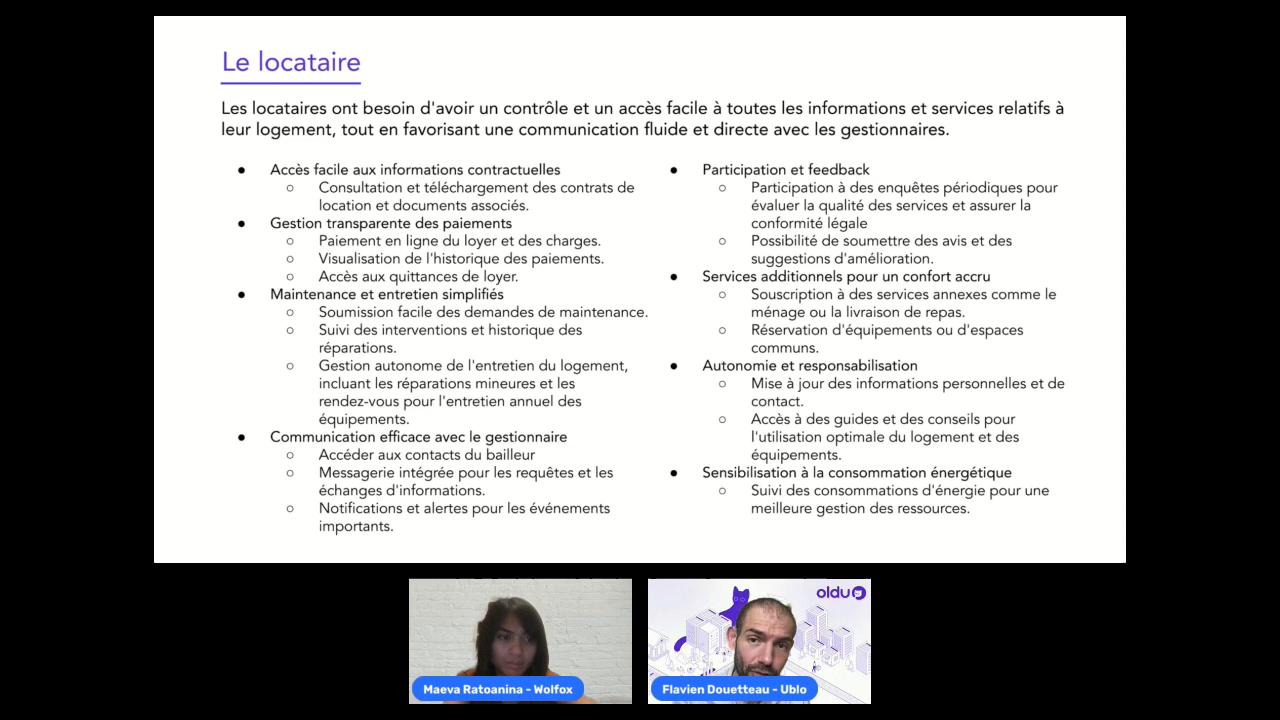 Le locataire
Les locataires ont besoin d'avoir un contrôle et un accès facile à toutes les informations et services relatifs à
leur logement, tout en favorisant une communication fluide et directe avec les gestionnaires.
● Accès facile aux informations contractuelles
○ Consultation et téléchargement des contrats de
location et documents associés.
● Gestion transparente des paiements
○ Paiement en ligne du loyer et des charges.
○ Visualisation de l'historique des paiements.
○ Accès aux quittances de loyer.
● Maintenance et entretien simplifiés
○ Soumission facile des demandes de maintenance.
○ Suivi des interventions et historique des
réparations.
○ Gestion autonome de l'entretien du logement,
incluant les réparations mineures et les
rendez-vous pour l'entretien annuel des
équipements.
● Communication efficace avec le gestionnaire
○ Accéder aux contacts du bailleur
○ Messagerie intégrée pour les requêtes et les
échanges d'informations.
○ Notifications et alertes pour les événements
importants.
● Participation et feedback
○ Participation à des enquêtes périodiques pour
évaluer la qualité des services et assurer la
conformité légale
○ Possibilité de soumettre des avis et des
suggestions d'amélioration.
● Services additionnels pour un confort accru
○ Souscription à des services annexes comme le
ménage ou la livraison de repas.
○ Réservation d'équipements ou d'espaces
communs.
● Autonomie et responsabilisation
○ Mise à jour des informations personnelles et de
contact.
○ Accès à des guides et des conseils pour
l'utilisation optimale du logement et des
équipements.
● Sensibilisation à la consommation énergétique
○ Suivi des consommations d'énergie pour une
meilleure gestion des ressources.
oldu
Maeva Ratoanina - Wolfox
Flavien Douetteau - Ublo